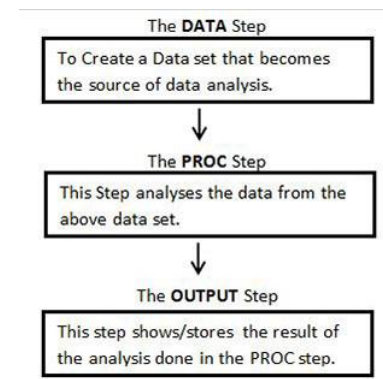 The DATA Step
To Create a Data set that becomes
the source of data analysis.
The PROC Step
This Step analyses the data from the
above data set.
The OUTPUT Step
This step shows/stores the result of
the analysis done in the PROC step.